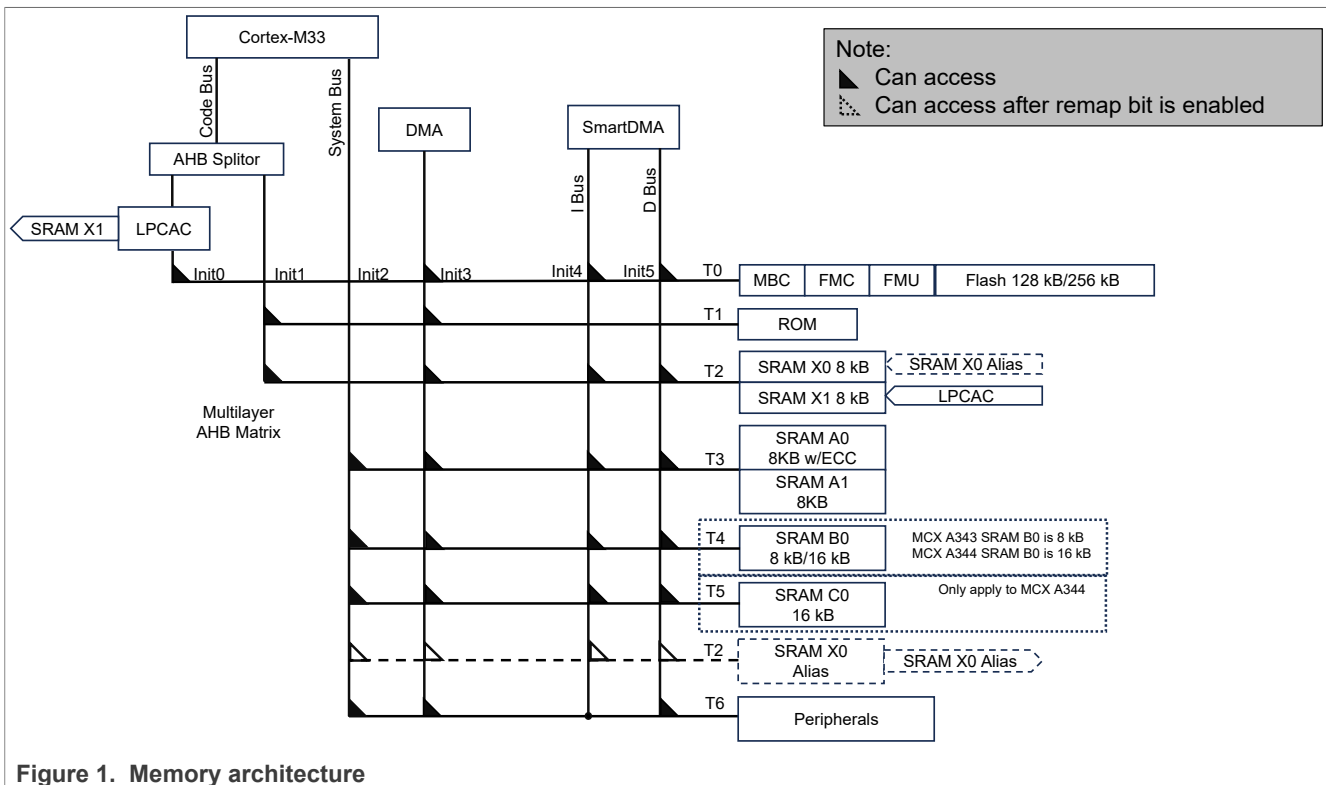 Cortex-M33
Note:
Can access
Can access after remap bit is enabled
Code Bus
System Bus
DMA
SmartDMA
AHB Splitor
I Bus
D Bus
SRAM X1
LPCAC
Init0
Init1
Init2
Init3
Init4
Init5
T0
MBC
FMC
FMU
Flash 128 kB/256 kB
T1
ROM
T2
SRAM X0 8 kB
SRAM X0 Alias
SRAM X1 8 kB
LPCAC
Multilayer
AHB Matrix
T3
SRAM A0
8KB w/ECC
SRAM A1
8KB
T4
SRAM B0
8 kB/16 kB
MCX A343 SRAM B0 is 8 kB
MCX A344 SRAM B0 is 16 kB
T5
SRAM C0
16 kB
Only apply to MCX A344
T2
SRAM X0
Alias
SRAM X0 Alias
T6
Peripherals
Figure 1. Memory architecture